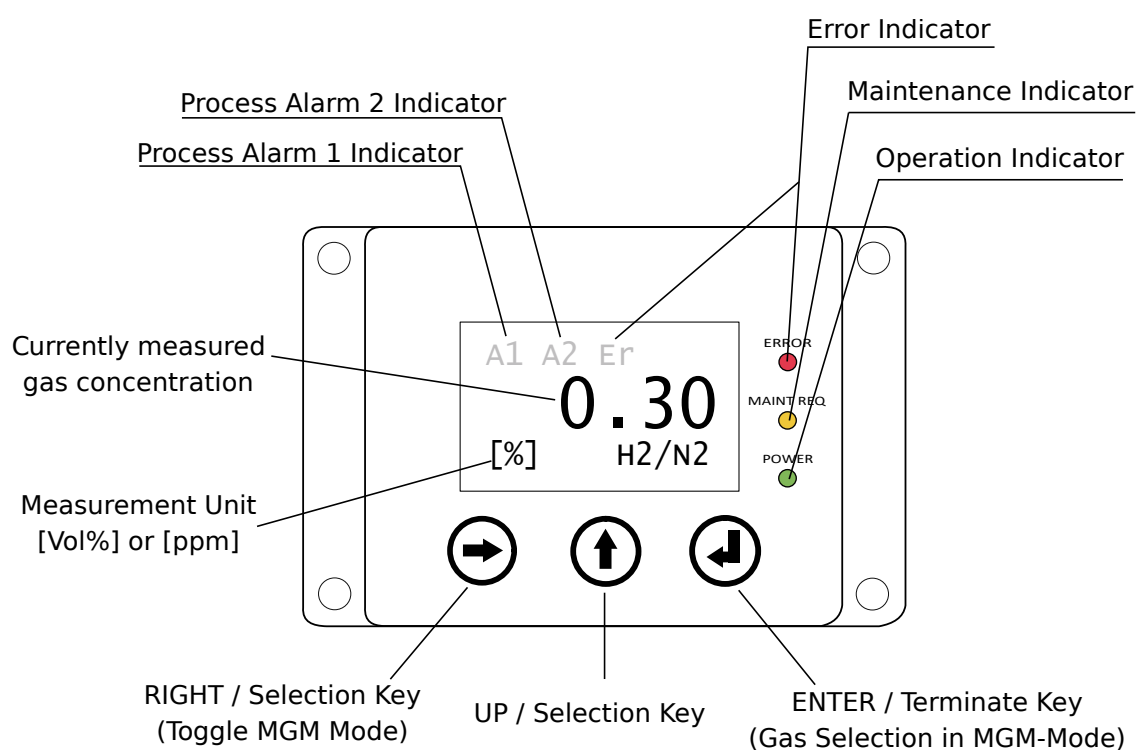 Error Indicator
Maintenance Indicator
Process Alarm 2 Indicator
Process Alarm 1 Indicator
Operation Indicator
Currently measured
gas concentration
A1 A2 Er
0.30
[%] H2/N2
ERROR
MAINT REQ
POWER
Measurement Unit
[Vol%] or [ppm]
RIGHT / Selection Key
(Toggle MGM Mode)
UP / Selection Key
ENTER / Terminate Key
(Gas Selection in MGM-Mode)